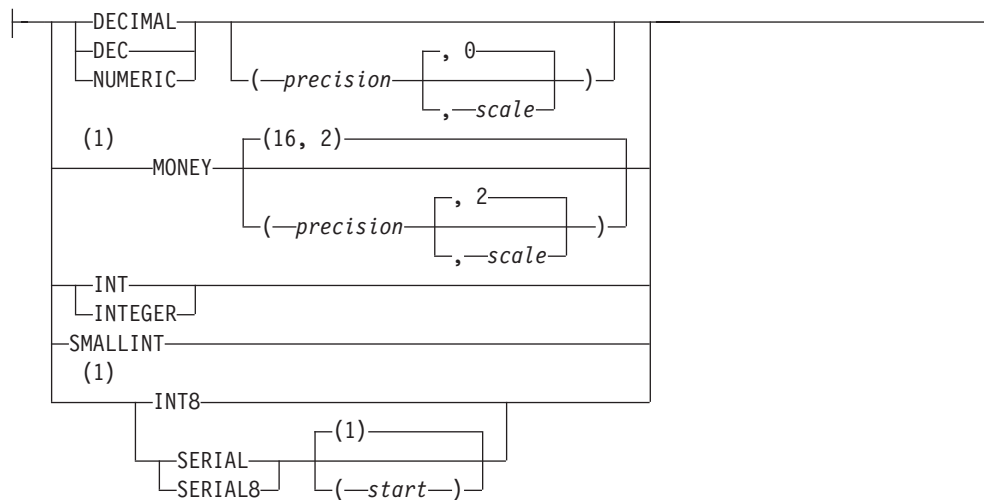 DECIMAL
DEC
NUMERIC
, 0
( precision , scale )
(1)
MONEY
(16, 2)
, 2
( precision , scale )
INT
INTEGER
SMALLINT
(1)
INT8
SERIAL
SERIAL8
(1)
( start )